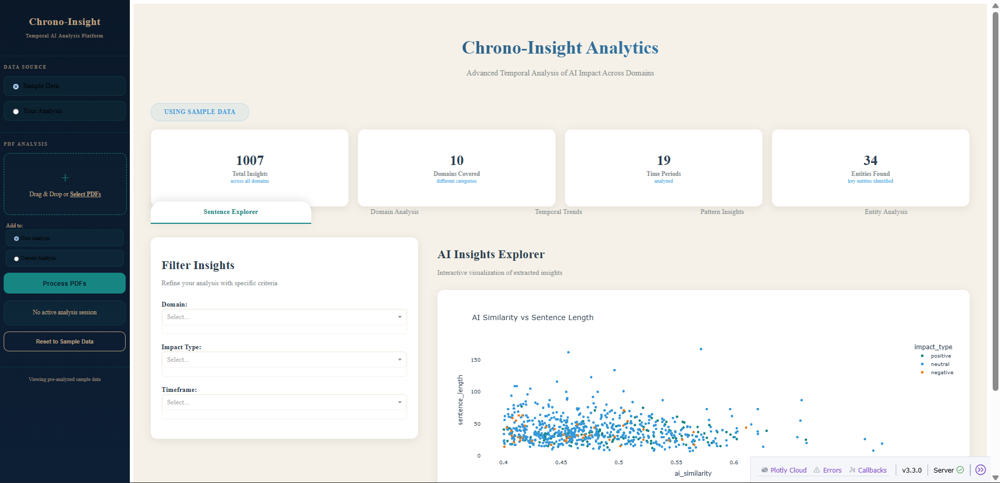 Chrono-Insight
Temporal AI Analysis Platform
DATA SOURCE
Sample Data
Your Analysis
PDF ANALYSIS
+
Drag & Drop or Select PDFs
Add to:
New Analysis
Current Analysis
Process PDFs
No active analysis session
Reset to Sample Data
Viewing pre-analyzed sample data
Chrono-Insight Analytics
Advanced Temporal Analysis of AI Impact Across Domains
USING SAMPLE DATA
1007
Total Insights
across all domains
10
Domains Covered
different categories
19
Time Periods
analyzed
34
Entities Found
key entities identified
Sentence Explorer
Domain Analysis
Temporal Trends
Pattern Insights
Entity Analysis
Filter Insights
Refine your analysis with specific criteria
Domain:
Select...
Impact Type:
Select...
Timeframe:
Select...
AI Insights Explorer
Interactive visualization of extracted insights
AI Similarity vs Sentence Length
impact_type
positive
neutral
negative
sentence_length
150
100
50
0
0.4
0.45
0.5
0.55
0.6
ai_similarity
Plotly Cloud
Errors
Callbacks
v3.3.0
Server